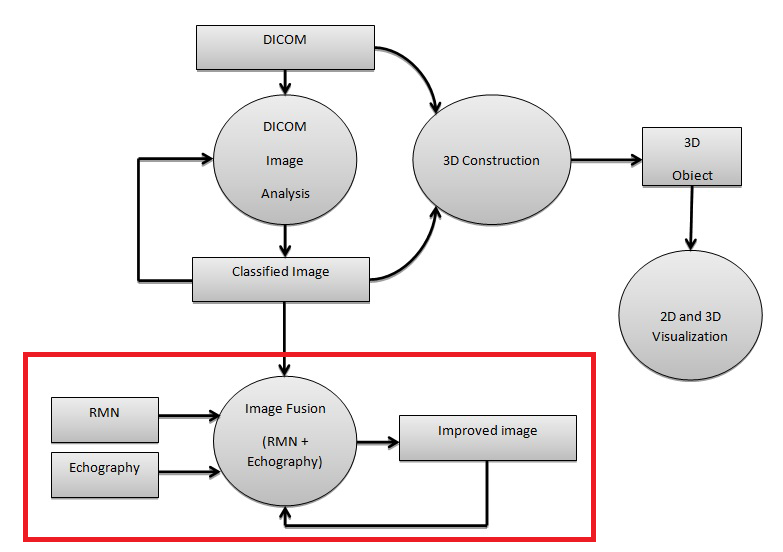 DICOM
DICOM
Image
Analysis
3D Construction
3D
Obiect
Classified Image
2D and 3D
Visualization
RMN
Echography
Image Fusion
(RMN +
Echography)
Improved image